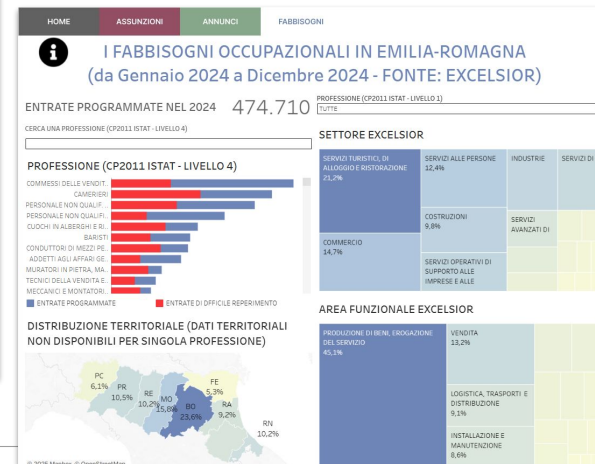 HOME
ASSUNZIONI
ANNUNCI
FABBISOGNI
I FABBISOGNI OCCUPAZIONALI IN EMILIA-ROMAGNA
(da Gennaio 2024 a Dicembre 2024 - FONTE: EXCELSIOR)
ENTRATE PROGRAMMATE NEL 2024 474.710
PROFESSIONE (CP2011 ISTAT - LIVELLO 1)
TUTTE
CERCA UNA PROFESSIONE (CP2011 ISTAT - LIVELLO 4)
PROFESSIONE (CP2011 ISTAT - LIVELLO 4)
COMMESSI DELLE VENDIT..
CAMERIERI
PERSONALE NON QUALIF..
PERSONALE NON QUALIFI..
CUOCHI IN ALBERGHI E RI..
BARISTI
CONDUTTORI DI MEZZI PE..
ADDETTI AGLI AFFARI GE..
MURATORI IN PIETRA, MA..
TECNICI DELLA VENDITA E..
MECCANICI E MONTATORI..
ENTRATE PROGRAMMATE
ENTRATE DI DFFICILE REPERIMENTO
DISTRIBUZIONE TERRITORIALE (DATI TERRITORIALI
NON DISPONIBILI PER SINGOLA PROFESSIONE)
PC
6,1%
PR
10,5%
RE
10,2%
MO
15,8%
BO
23,6%
FE
5,3%
RA
9,2%
RN
10,2%
© 2025 Mapbox © OpenStreetMap
SETTORE EXCELSIOR
SERVIZI TURISTICI, DI
ALLOGGIO E RISTORAZIONE
21,2%
COMMERCIO
14,7%
SERVIZI ALLE PERSONE
12,4%
COSTRUZIONI
9,8%
SERVIZI OPERATIVI DI
SUPPORTO ALLE
IMPRESE E ALLE
INDUSTRIE
SERVIZI
AVANZATI DI
SERVIZI DI
AREA FUNZIONALE EXCELSIOR
PRODUZIONE DI BENI, EROGAZIONE
DEL SERVIZIO
45,1%
VENDITA
13,2%
LOGISTICA, TRASPORTI E
DISTRIBUZIONE
9,1%
INSTALLAZIONE E
MANUTENZIONE
8,6%